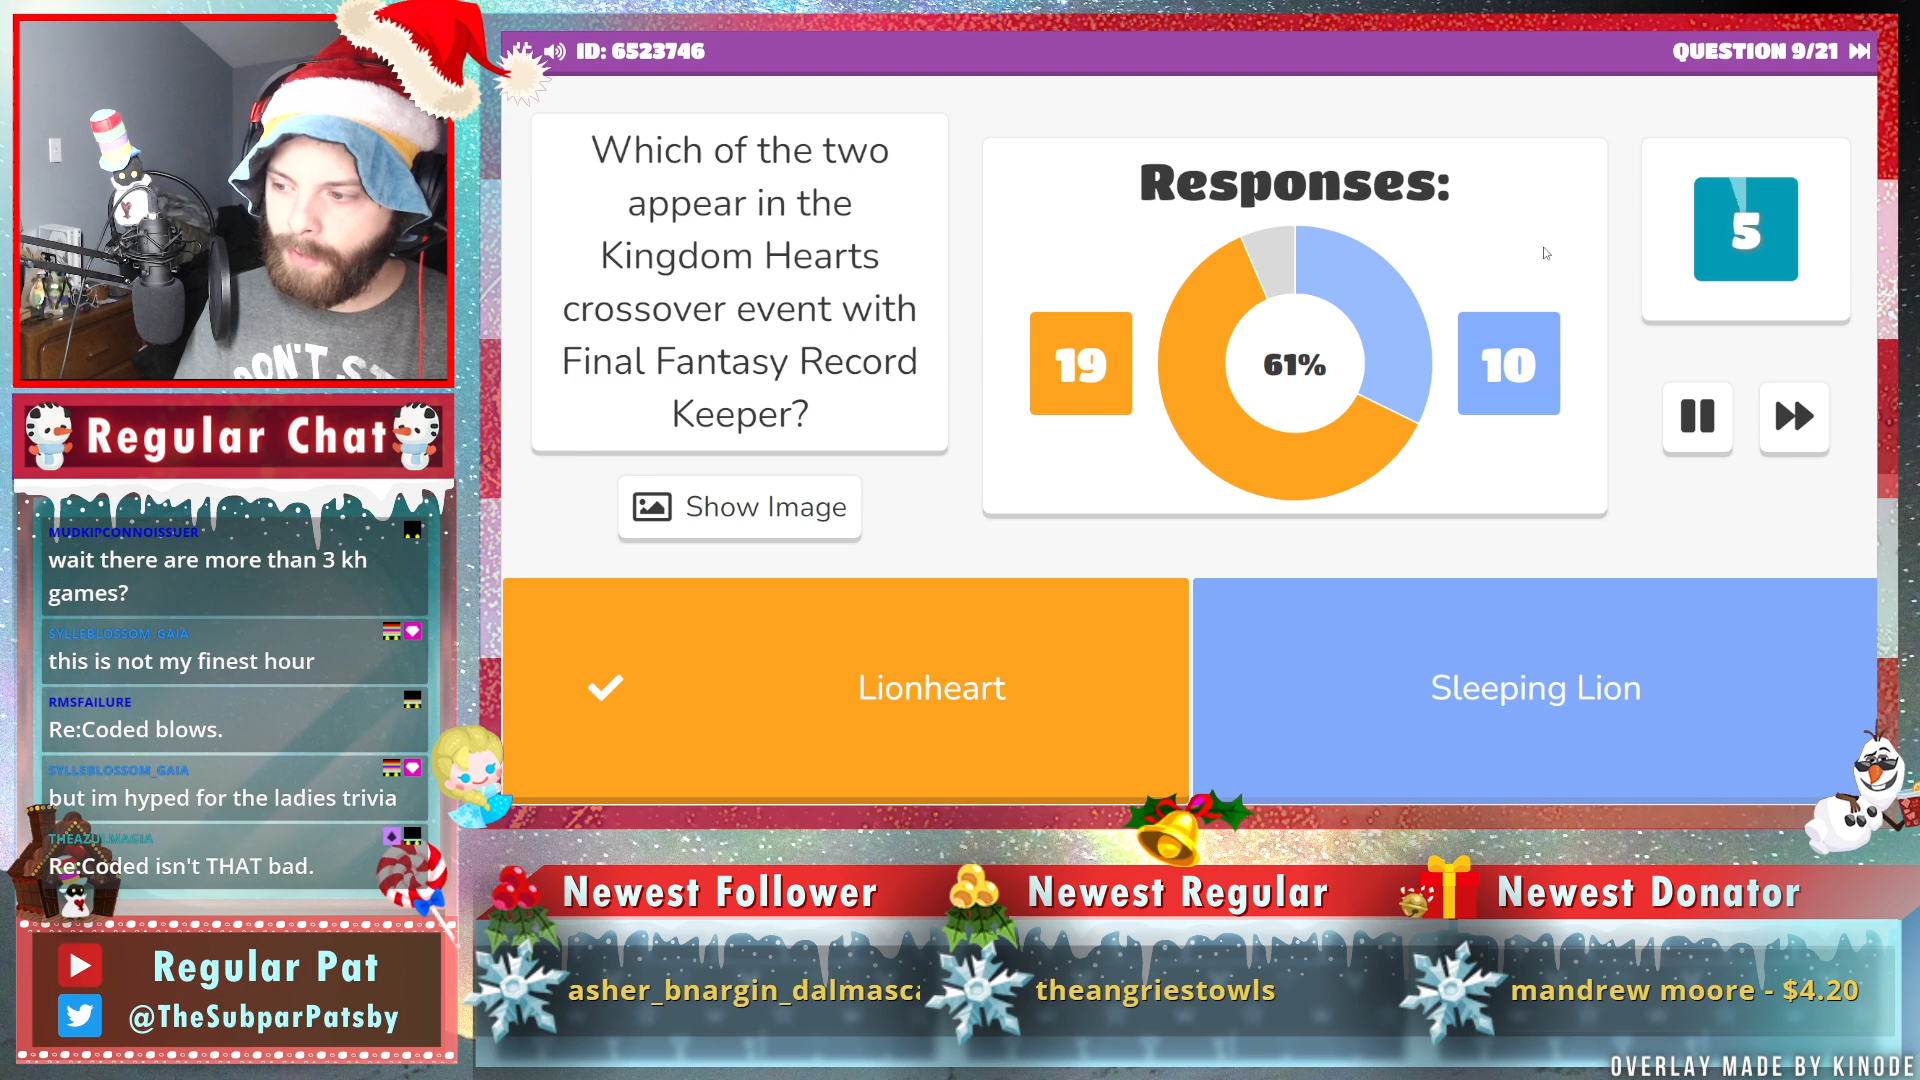 ID: 6523746
QUESTION 9/21
Which of the two
appear in the
Kingdom Hearts
crossover event with
Final Fantasy Record
Keeper?
Show Image
Responses:
19
61%
10
5
Lionheart
Sleeping Lion
DON'T ST
Regular Chat
MUDKIPCONNOISSUER
wait there are more than 3 kh
games?
SYLLEBLOSSOM_GAIA
this is not my finest hour
RMSFAILURE
Re:Coded blows.
SYLLEBLOSSOM_GAIA
but im hyped for the ladies trivia
THEAZULMAGIA
Re:Coded isn't THAT bad.
Regular Pat
@TheSubparPatsby
Newest Follower
asher_bnargin_dalmasca
Newest Regular
theangriestowls
Newest Donator
mandrew moore - $4.20
OVERLAY MADE BY KINODE